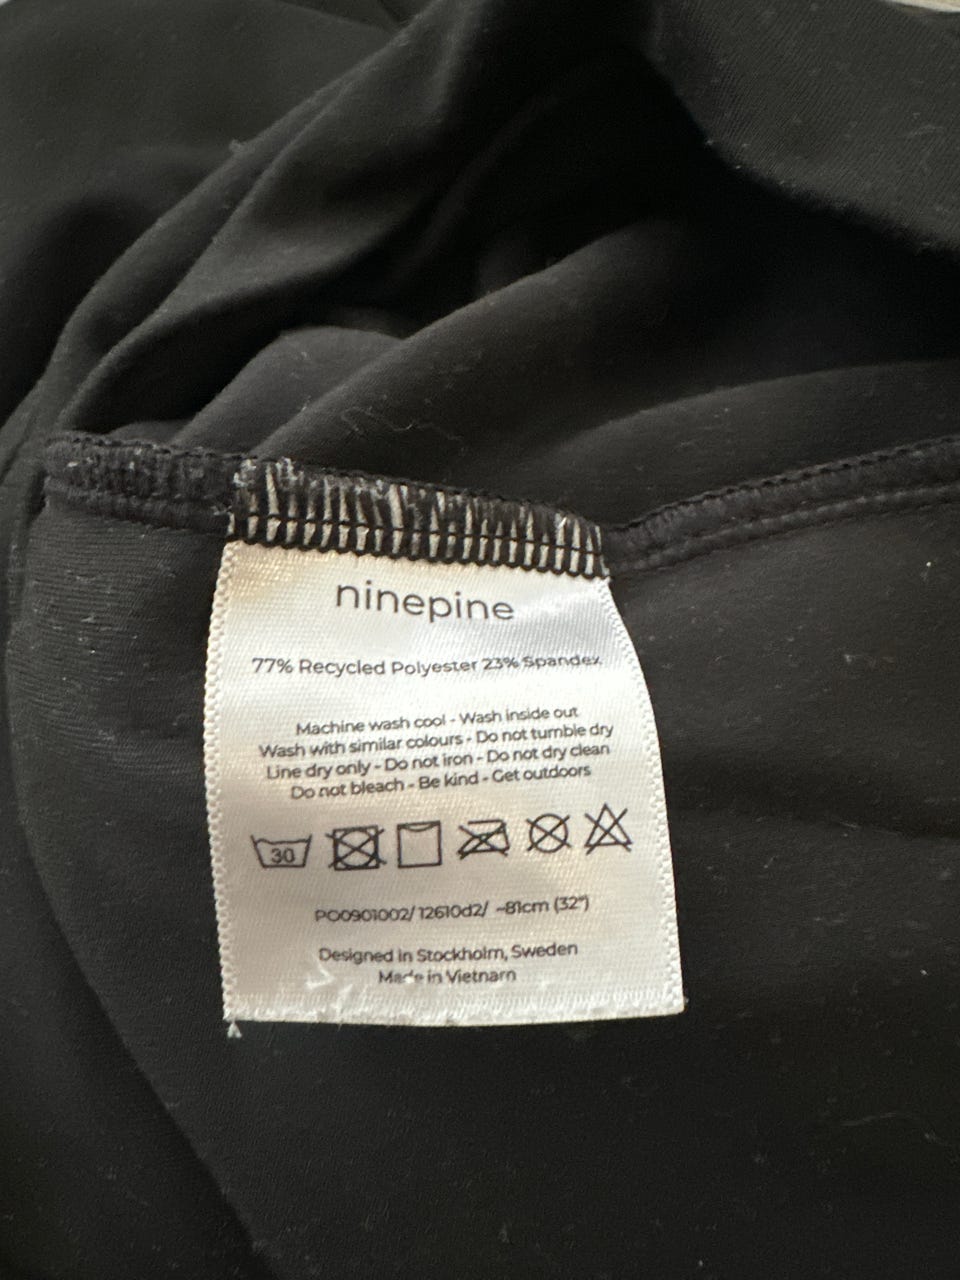 ninepine
77% Recycled Polyester 23% Spandex
Machine wash cool - Wash inside out
Wash with similar colours - Do not tumble dry
Line dry only - Do not iron - Do not dry clean
Do not bleach - Be kind - Get outdoors
30
PO0901002/ 12610d2/ ~81cm (32")
Designed in Stockholm, Sweden
Made in Vietnam